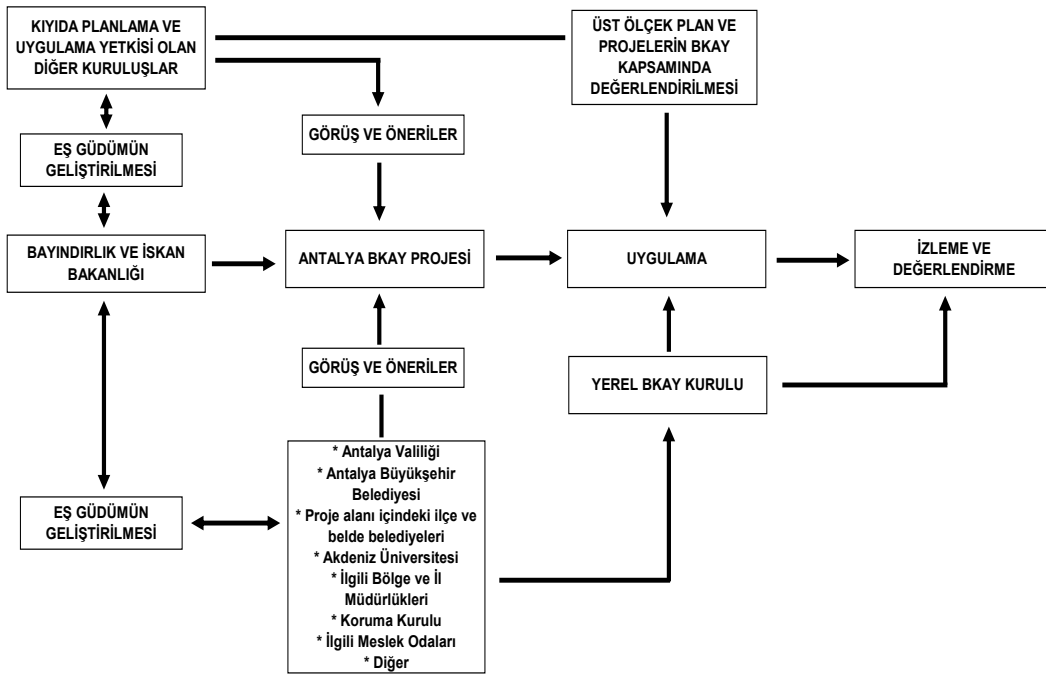 KIYIDA PLANLAMA VE
UYGULAMA YETKİSİ OLAN
DİĞER KURULUŞLAR
ÜST ÖLÇEK PLAN VE
PROJELERİN BKAY
KAPSAMINDA
DEĞERLENDİRİLMESİ
GÖRÜŞ VE ÖNERİLER
EŞ GÜDÜMÜN
GELİŞTİRİLMESİ
BAYINDIRLIK VE İSKAN
BAKANLIĞI
ANTALYA BKAY PROJESİ
UYGULAMA
İZLEME VE
DEĞERLENDİRME
GÖRÜŞ VE ÖNERİLER
YEREL BKAY KURULU
EŞ GÜDÜMÜN
GELİŞTİRİLMESİ
* Antalya Valiliği
* Antalya Büyükşehir
Belediyesi
* Proje alanı içindeki ilçe ve
belde belediyeleri
* Akdeniz Üniversitesi
* İlgili Bölge ve İl
Müdürlükleri
* Koruma Kurulu
* İlgili Meslek Odaları
* Diğer